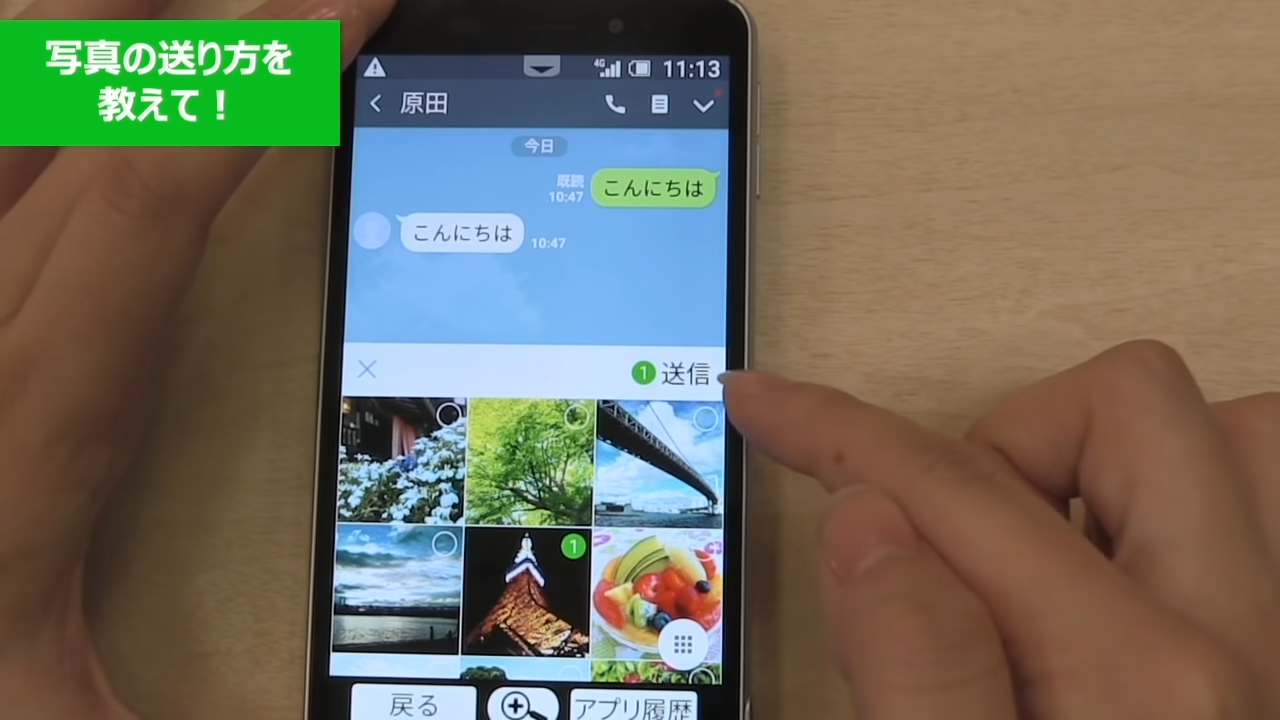 写真の送り方を
教えて！
4G 11:13
原田
今日
既読
10:47
こんにちは
こんにちは
10:47
1 送信
1
戻る
アプリ履歴